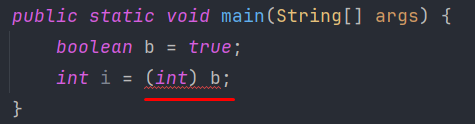 public static void main(String[] args) {
    boolean b = true;
    int i = (int) b;
}